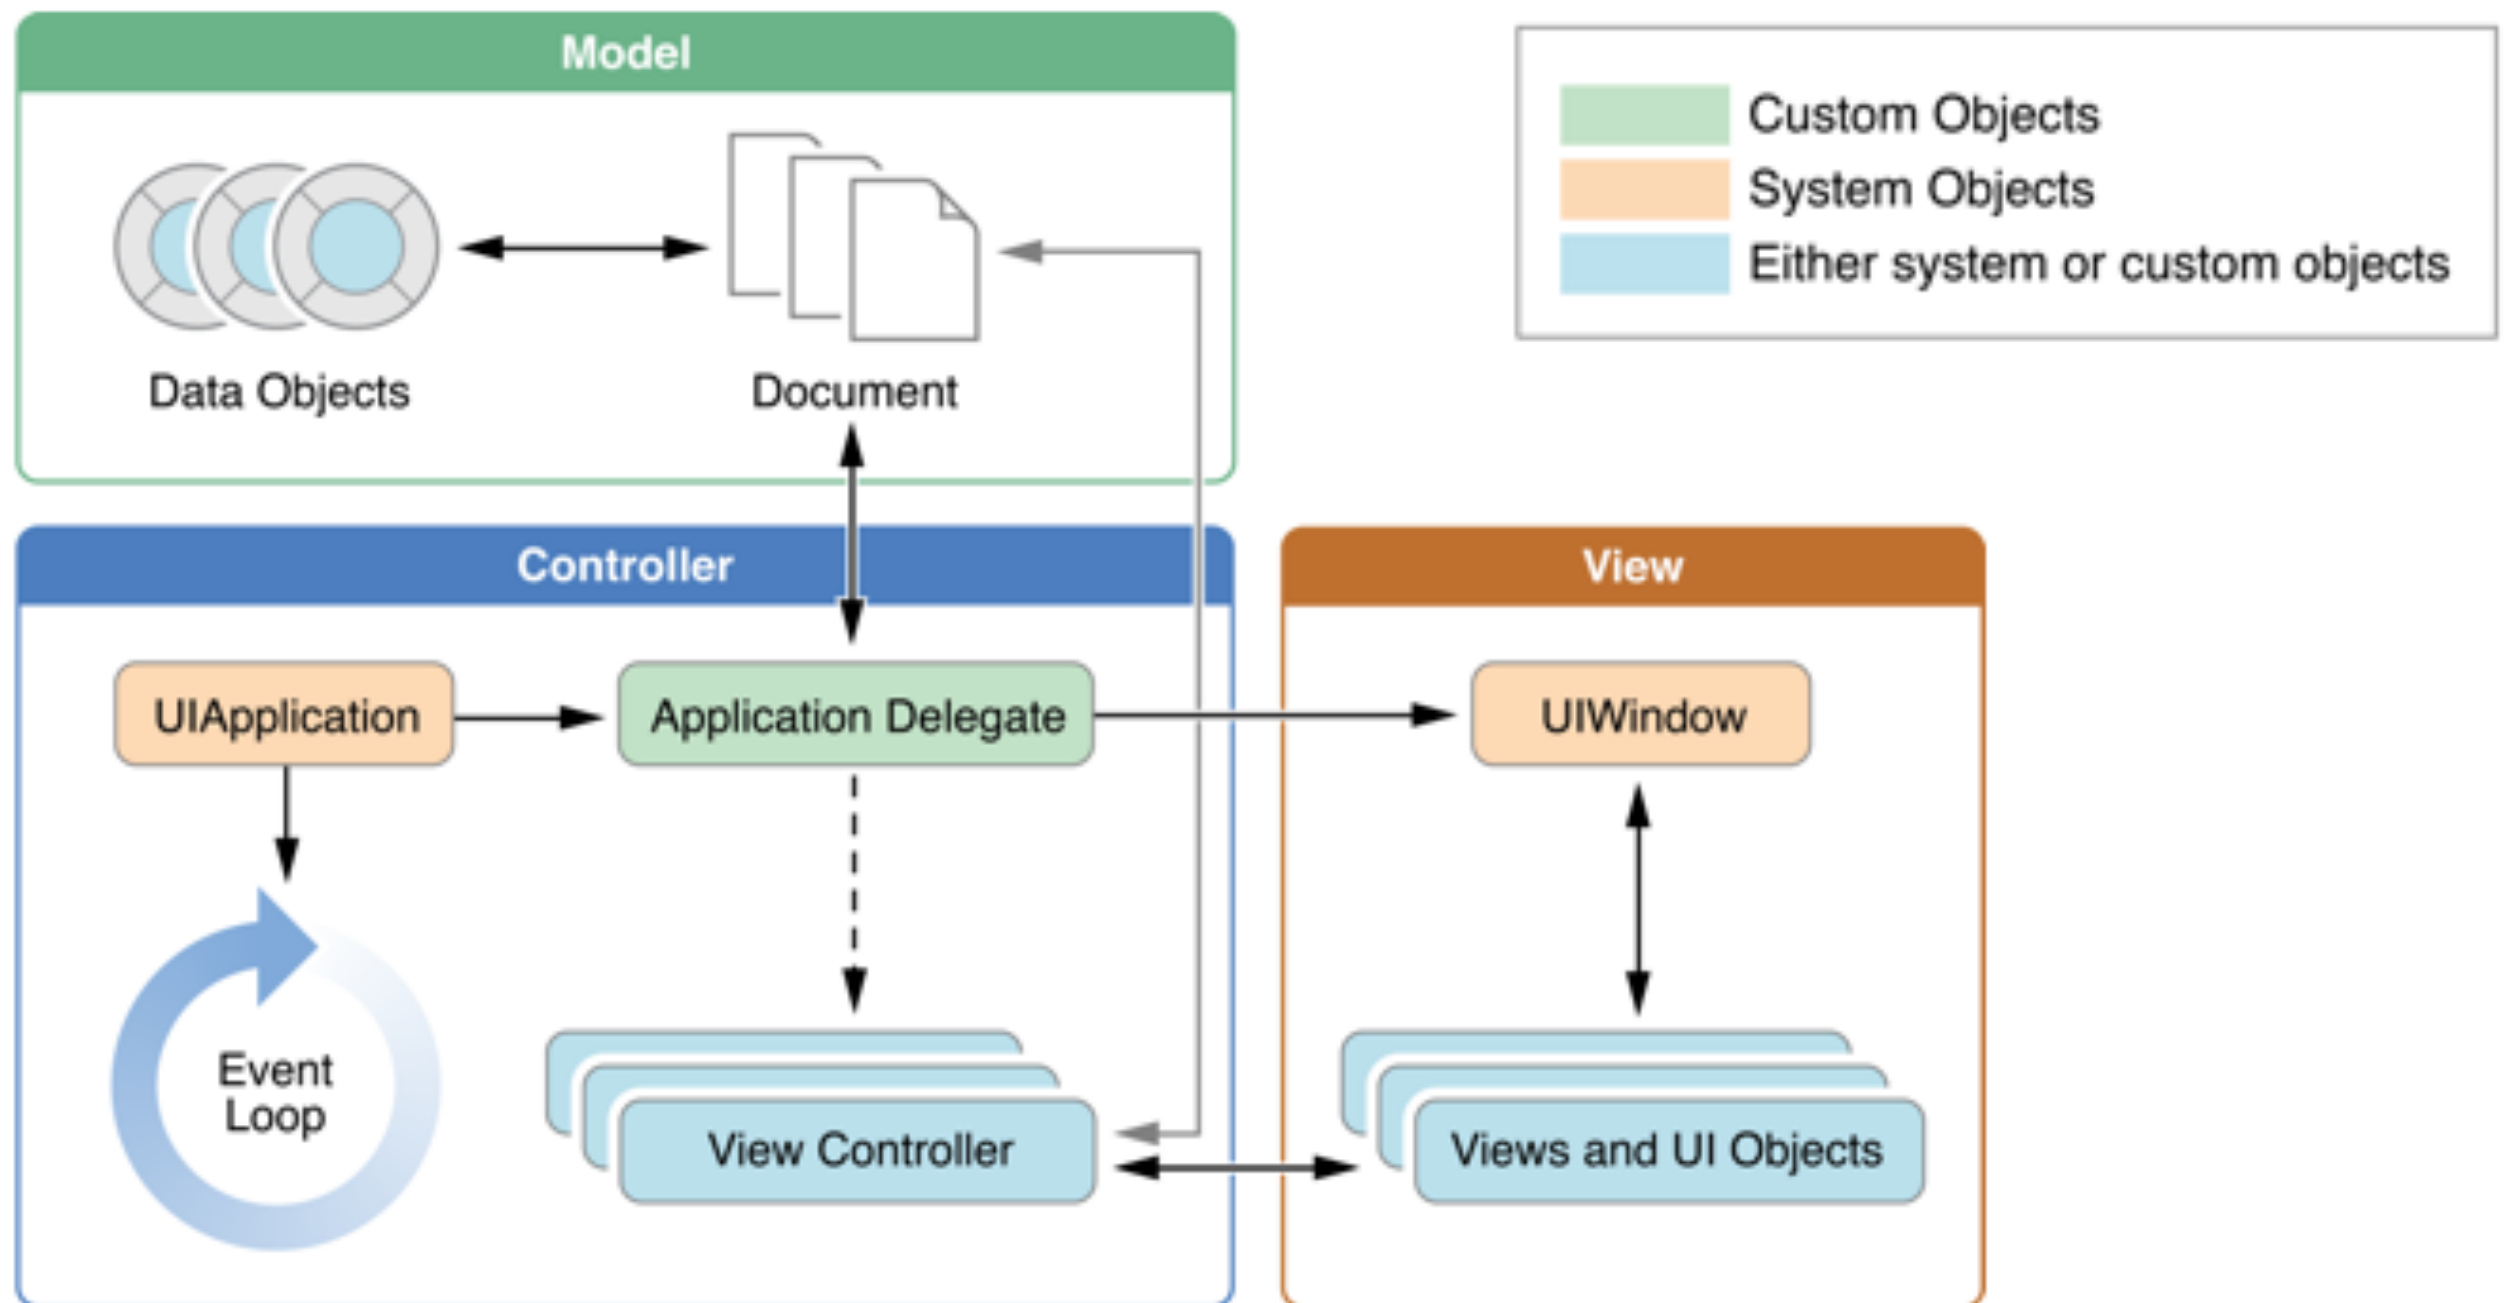 Model
Custom Objects
System Objects
Either system or custom objects
Data Objects
Document
Controller
View
UIApplication
Application Delegate
UIWindow
Event
Loop
View Controller
Views and UI Objects